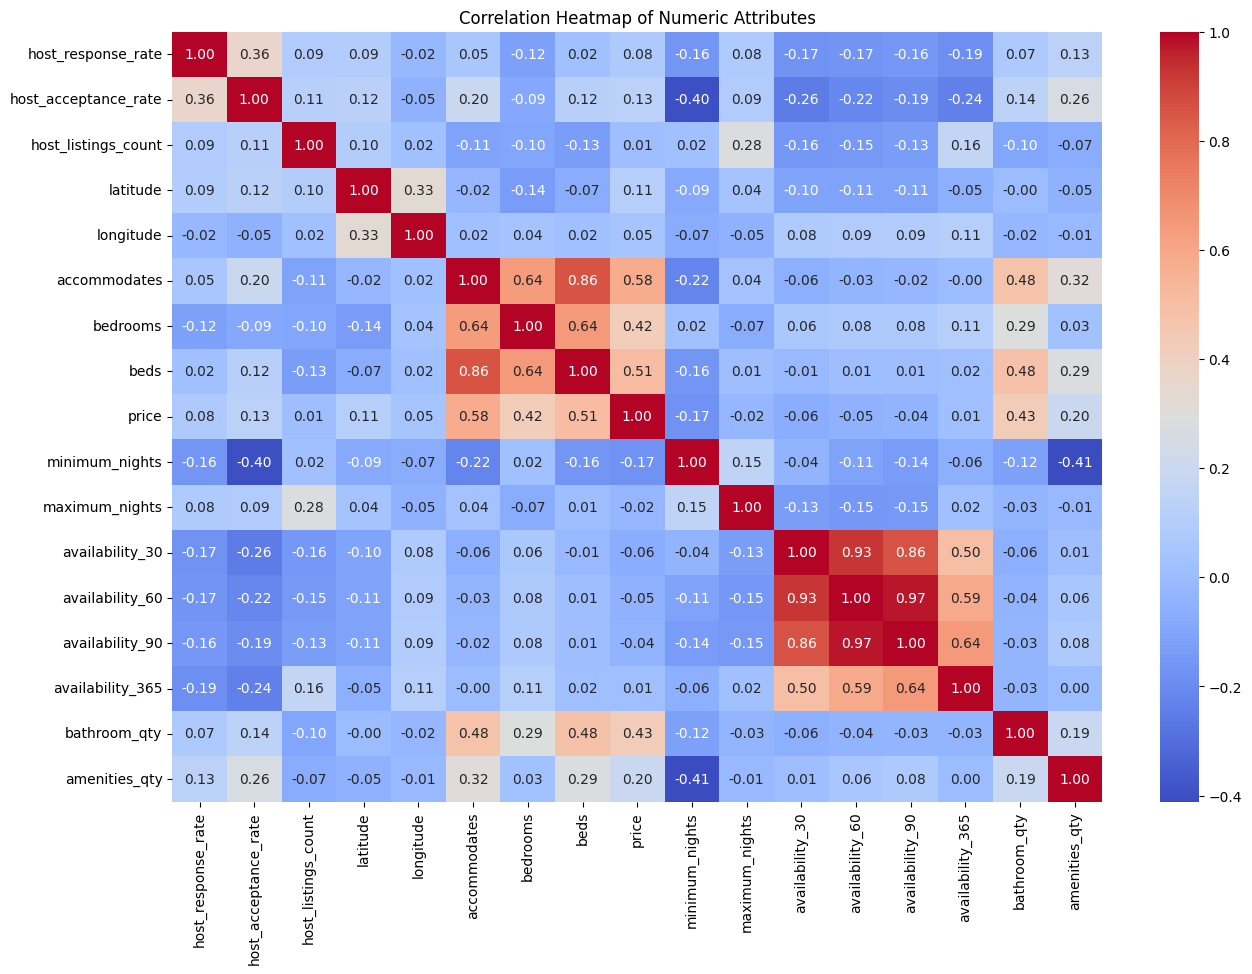 Correlation Heatmap of Numeric Attributes
host_response_rate 1.00 0.36 0.09 0.09 -0.02 0.05 -0.12 0.02 0.08 -0.16 0.08 -0.17 -0.17 -0.16 -0.19 0.07 0.13
host_acceptance_rate 0.36 1.00 0.11 0.12 -0.05 0.20 -0.09 0.12 0.13 -0.40 0.09 -0.26 -0.22 -0.19 -0.24 0.14 0.26
host_listings_count 0.09 0.11 1.00 0.10 0.02 -0.11 -0.10 -0.13 0.01 0.02 0.28 -0.16 -0.15 -0.13 0.16 -0.10 -0.07
latitude 0.09 0.12 0.10 1.00 0.33 -0.02 -0.14 -0.07 0.11 -0.09 0.04 -0.10 -0.11 -0.11 -0.05 -0.00 -0.05
longitude -0.02 -0.05 0.02 0.33 1.00 0.02 0.04 0.02 0.05 -0.07 -0.05 0.08 0.09 0.09 0.11 -0.02 -0.01
accommodates 0.05 0.20 -0.11 -0.02 0.02 1.00 0.64 0.86 0.58 -0.22 0.04 -0.06 -0.03 -0.02 -0.00 0.48 0.32
bedrooms -0.12 -0.09 -0.10 -0.14 0.04 0.64 1.00 0.64 0.42 0.02 -0.07 0.06 0.08 0.08 0.11 0.29 0.03
beds 0.02 0.12 -0.13 -0.07 0.02 0.86 0.64 1.00 0.51 -0.16 0.01 -0.01 0.01 0.01 0.02 0.48 0.29
price 0.08 0.13 0.01 0.11 0.05 0.58 0.42 0.51 1.00 -0.17 -0.02 -0.06 -0.05 -0.04 0.01 0.43 0.20
minimum_nights -0.16 -0.40 0.02 -0.09 -0.07 -0.22 0.02 -0.16 -0.17 1.00 0.15 -0.04 -0.11 -0.14 -0.06 -0.12 -0.41
maximum_nights 0.08 0.09 0.28 0.04 -0.05 0.04 -0.07 0.01 -0.02 0.15 1.00 -0.13 -0.15 -0.15 0.02 -0.03 -0.01
availability_30 -0.17 -0.26 -0.16 -0.10 0.08 -0.06 0.06 -0.01 -0.06 -0.04 -0.13 1.00 0.93 0.86 0.50 -0.06 0.01
availability_60 -0.17 -0.22 -0.15 -0.11 0.09 -0.03 0.08 0.01 -0.05 -0.11 -0.15 0.93 1.00 0.97 0.59 -0.04 0.06
availability_90 -0.16 -0.19 -0.13 -0.11 0.09 -0.02 0.08 0.01 -0.04 -0.14 -0.15 0.86 0.97 1.00 0.64 -0.03 0.08
availability_365 -0.19 -0.24 0.16 -0.05 0.11 -0.00 0.11 0.02 0.01 -0.06 0.02 0.50 0.59 0.64 1.00 -0.03 0.00
bathroom_qty 0.07 0.14 -0.10 -0.00 -0.02 0.48 0.29 0.48 0.43 -0.12 -0.03 -0.06 -0.04 -0.03 -0.03 1.00 0.19
amenities_qty 0.13 0.26 -0.07 -0.05 -0.01 0.32 0.03 0.29 0.20 -0.41 -0.01 0.01 0.06 0.08 0.00 0.19 1.00
host_response_rate
host_acceptance_rate
host_listings_count
latitude
longitude
accommodates
bedrooms
beds
price
minimum_nights
maximum_nights
availability_30
availability_60
availability_90
availability_365
bathroom_qty
amenities_qty
1.0
0.8
0.6
0.4
0.2
0.0
−0.2
−0.4